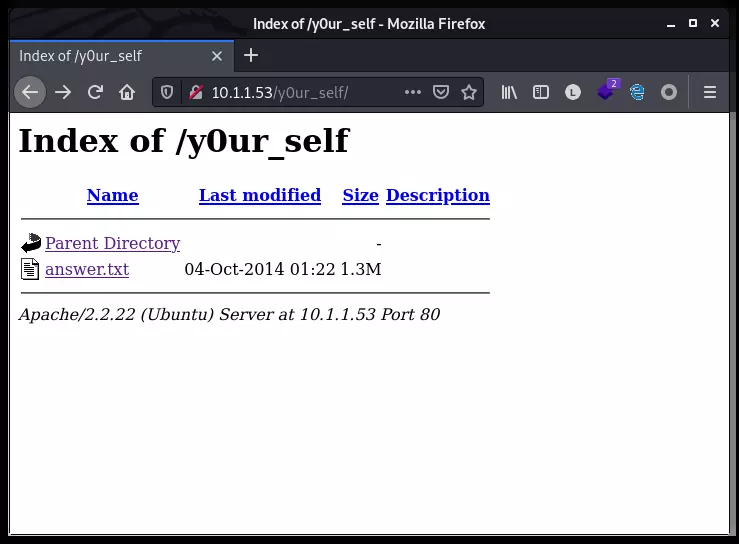 Index of /y0ur_self - Mozilla Firefox
Index of /y0ur_self
10.1.1.53/y0ur_self/
L
2
Index of /y0ur_self
Name Last modified Size Description
Parent Directory -
answer.txt 04-Oct-2014 01:22 1.3M
Apache/2.2.22 (Ubuntu) Server at 10.1.1.53 Port 80